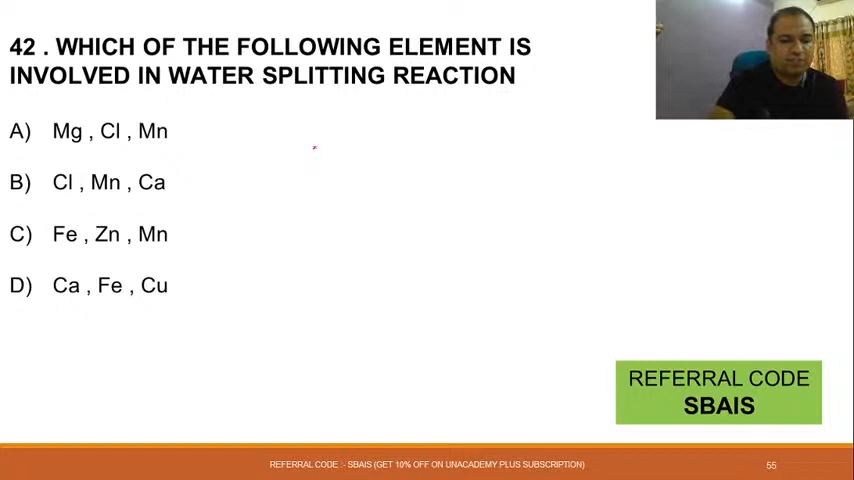 42 . WHICH OF THE FOLLOWING ELEMENT IS
INVOLVED IN WATER SPLITTING REACTION
A) Mg , Cl , Mn
B) Cl , Mn , Ca
C) Fe , Zn , Mn
D) Ca , Fe , Cu
REFERRAL CODE
SBAIS
REFERRAL CODE :- SBAIS (GET 10% OFF ON UNACADEMY PLUS SUBSCRIPTION)
55